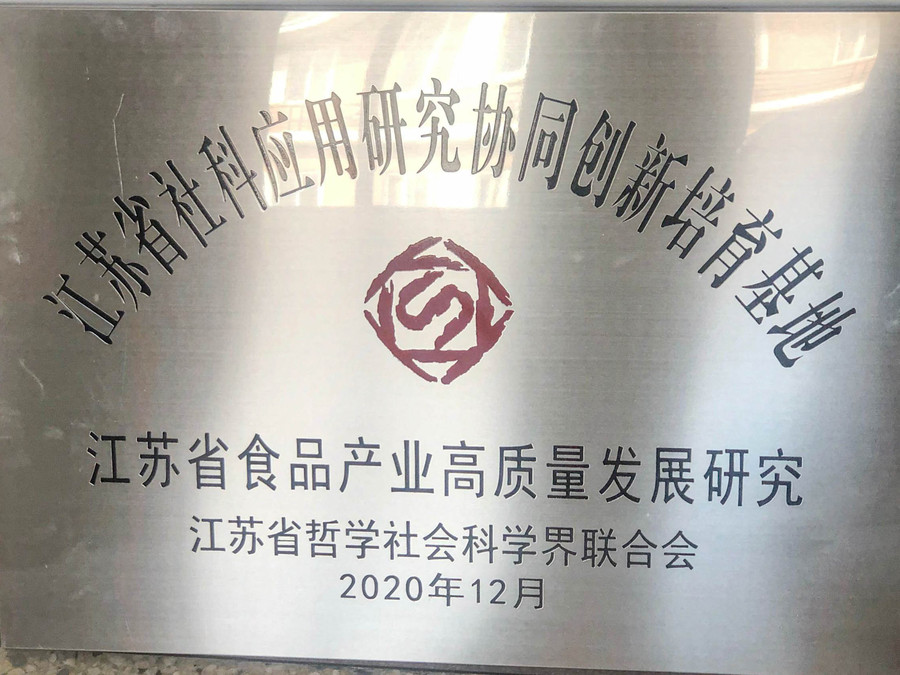 江苏省社科应用研究协同创新培育基地
江苏省食品产业高质量发展研究
江苏省哲学社会科学界联合会
2020年12月